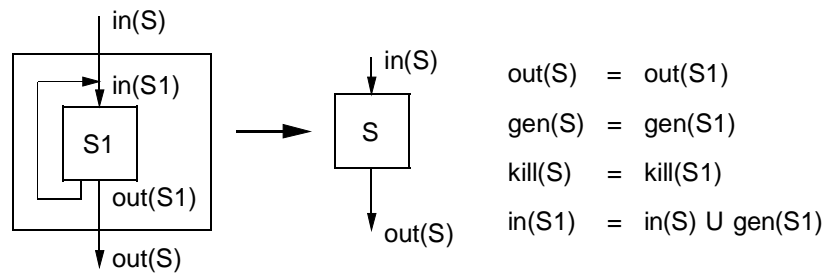 in(S)
in(S1)
S1
out(S1)
out(S)
in(S)
S
out(S)
out(S) = out(S1)
gen(S) = gen(S1)
kill(S) = kill(S1)
in(S1) = in(S) U gen(S1)